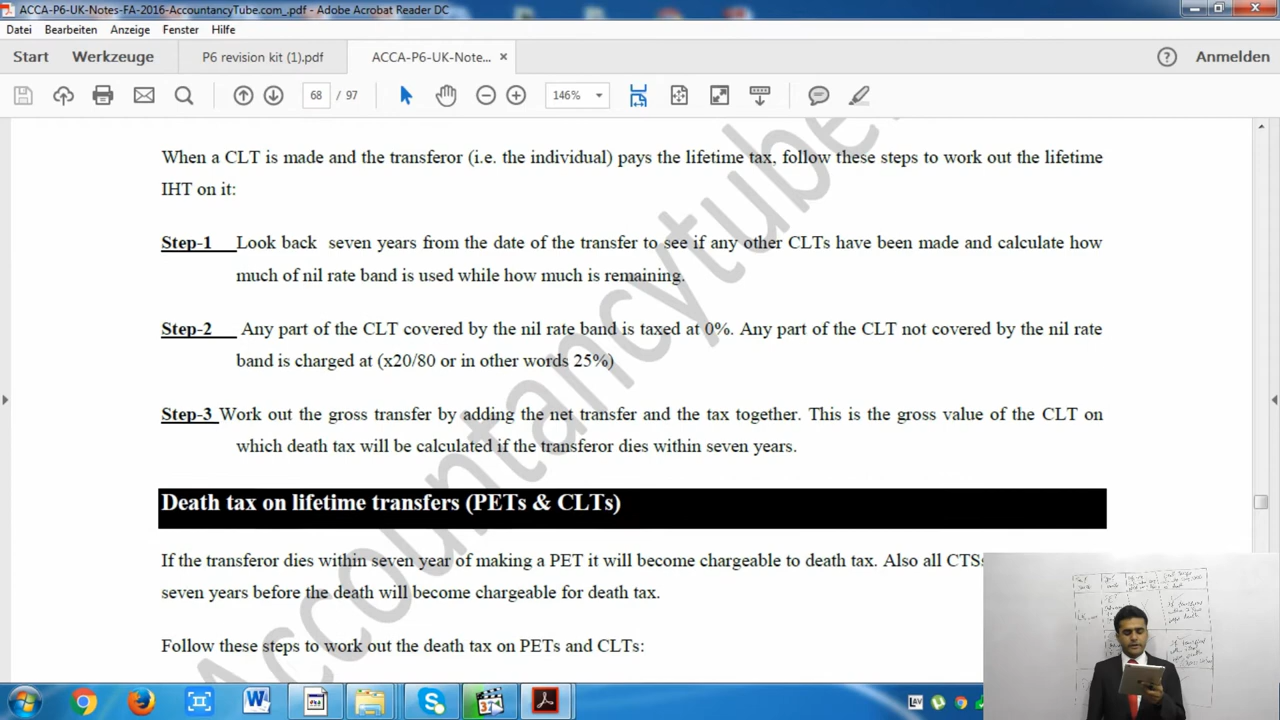 ACCA-P6-UK-Notes-FA-2016-AccountancyTube.com_.pdf - Adobe Acrobat Reader DC
Datei Bearbeiten Anzeige Fenster Hilfe
Start Werkzeuge P6 revision kit (1).pdf ACCA-P6-UK-Note... × Anmelden
68 / 97 146%
When a CLT is made and the transferor (i.e. the individual) pays the lifetime tax, follow these steps to work out the lifetime
IHT on it:
Step-1 Look back seven years from the date of the transfer to see if any other CLTs have been made and calculate how
much of nil rate band is used while how much is remaining.
Step-2 Any part of the CLT covered by the nil rate band is taxed at 0%. Any part of the CLT not covered by the nil rate
band is charged at (x20/80 or in other words 25%)
Step-3 Work out the gross transfer by adding the net transfer and the tax together. This is the gross value of the CLT on
which death tax will be calculated if the transferor dies within seven years.
Death tax on lifetime transfers (PETs & CLTs)
If the transferor dies within seven year of making a PET it will become chargeable to death tax. Also all CTSs
seven years before the death will become chargeable for death tax.
Follow these steps to work out the death tax on PETs and CLTs:
Accountancytube.
LAV